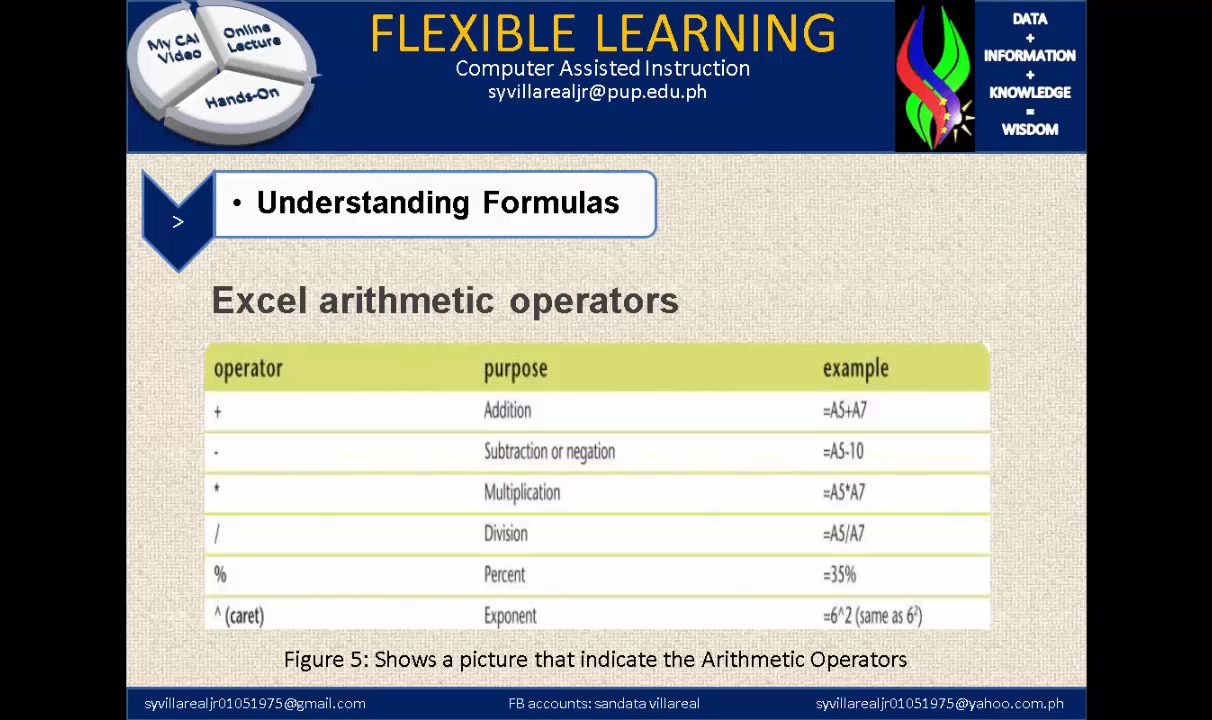 My CAI Video
Online Lecture
Hands-On
FLEXIBLE LEARNING
Computer Assisted Instruction
syvillarealjr@pup.edu.ph
DATA
+
INFORMATION
+
KNOWLEDGE
=
WISDOM
>
• Understanding Formulas
Excel arithmetic operators
operator purpose example
+ Addition =A5+A7
- Subtraction or negation =A5-10
* Multiplication =A5*A7
/ Division =A5/A7
% Percent =35%
^ (caret) Exponent =6^2 (same as 6²)
Figure 5: Shows a picture that indicate the Arithmetic Operators
syvillarealjr01051975@gmail.com FB accounts: sandata villareal syvillarealjr01051975@yahoo.com.ph